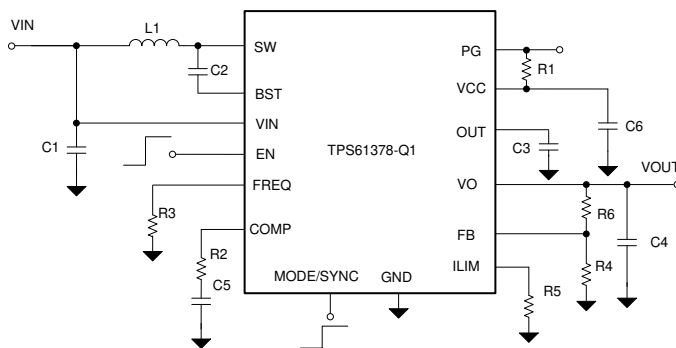 VIN
L1
SW
PG
C2
R1
BST
VCC
VIN
OUT
C6
C1
TPS61378-Q1
C3
EN
VOUT
FREQ
VO
R3
R6
COMP
FB
C4
R2
ILIM
R4
C5
MODE/SYNC
GND
R5